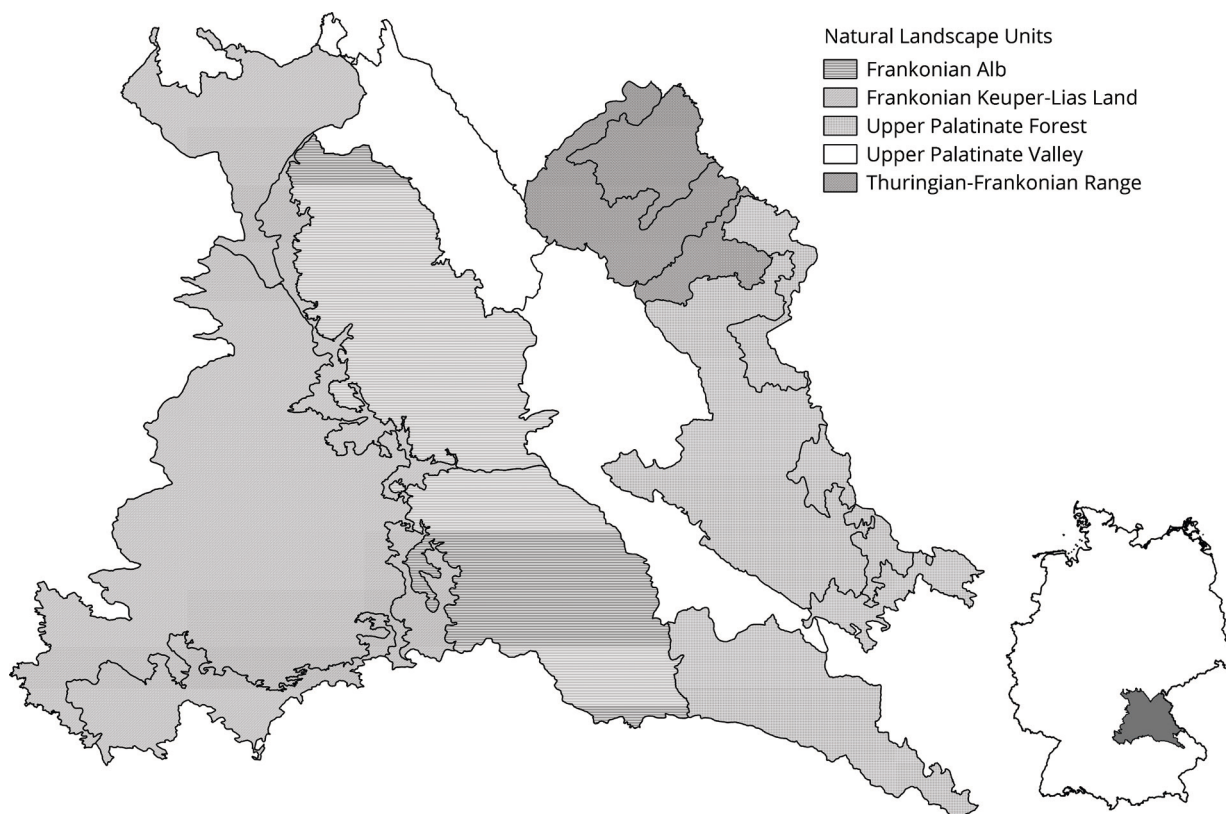 Natural Landscape Units
Frankonian Alb
Frankonian Keuper-Lias Land
Upper Palatinate Forest
Upper Palatinate Valley
Thuringian-Frankonian Range